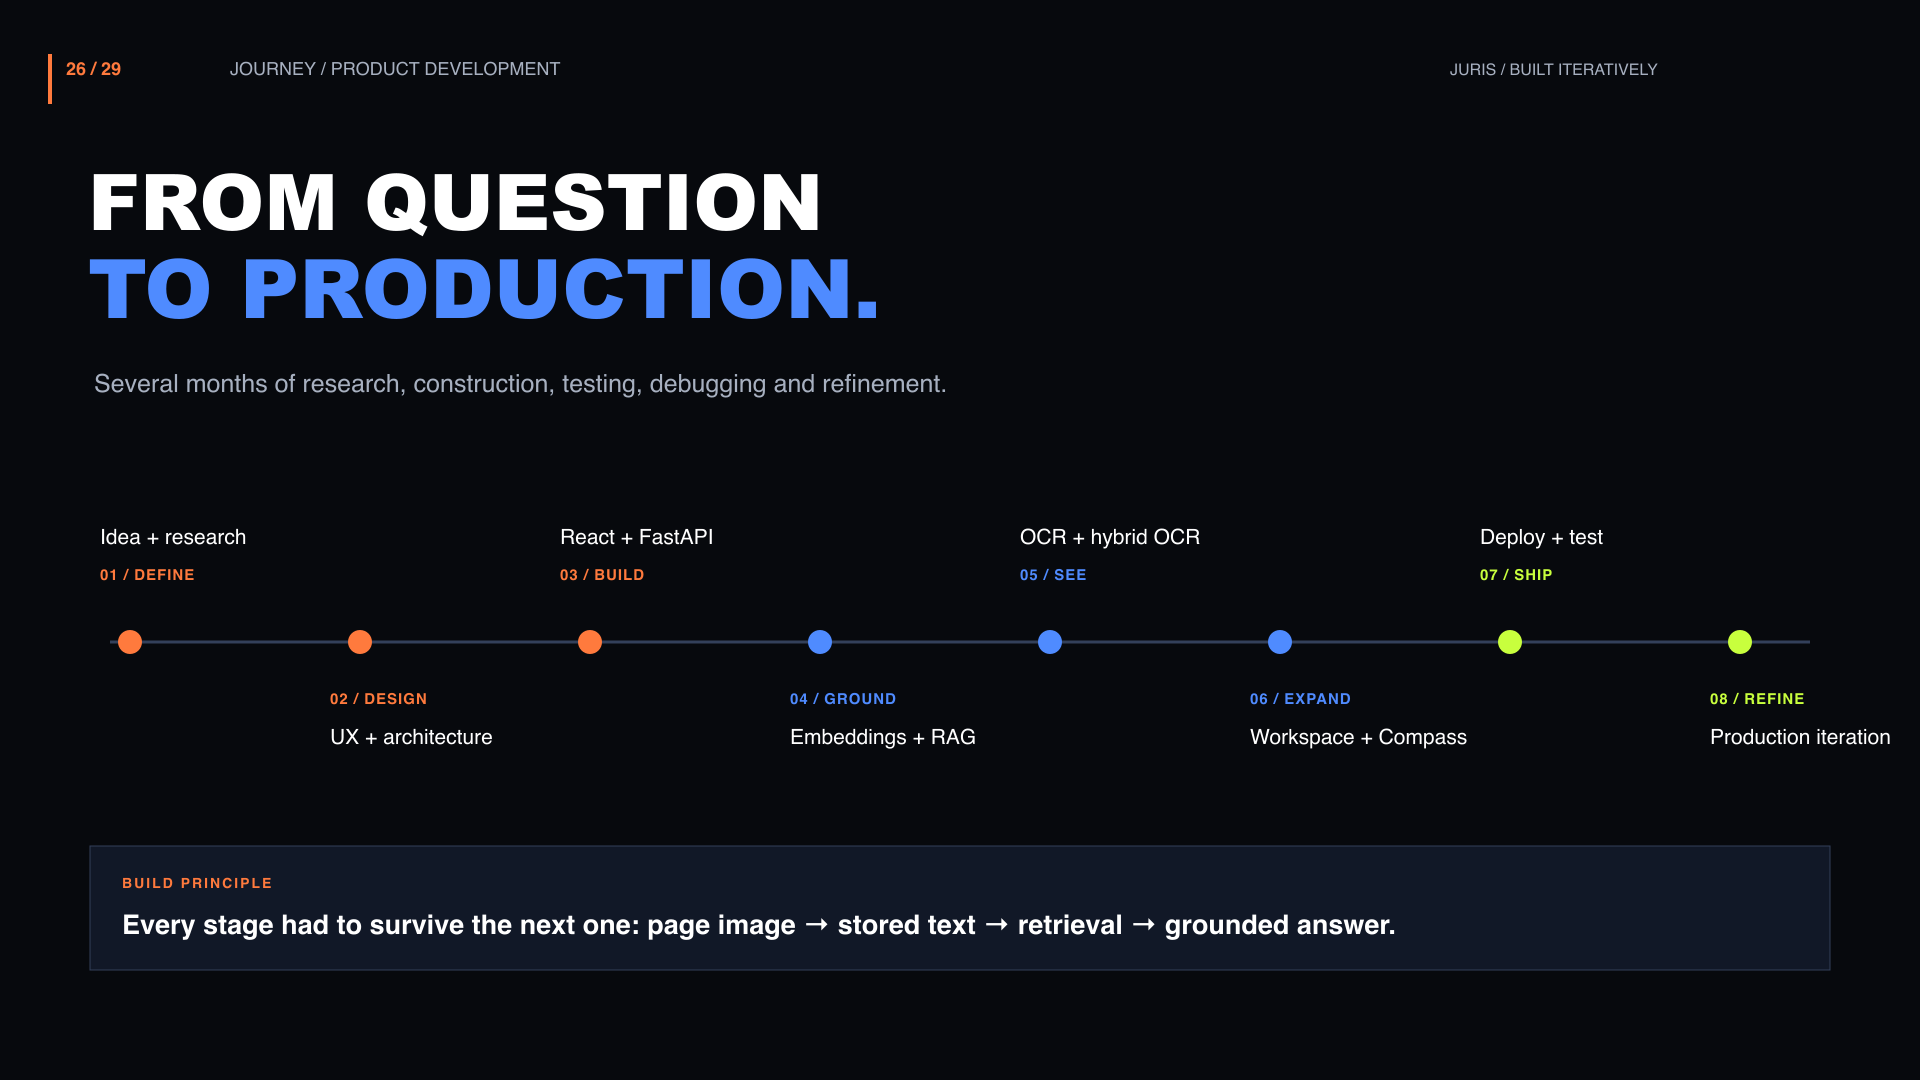 26 / 29
JOURNEY / PRODUCT DEVELOPMENT
JURIS / BUILT ITERATIVELY
FROM QUESTION
TO PRODUCTION.
Several months of research, construction, testing, debugging and refinement.
Idea + research
01 / DEFINE
02 / DESIGN
UX + architecture
React + FastAPI
03 / BUILD
04 / GROUND
Embeddings + RAG
OCR + hybrid OCR
05 / SEE
06 / EXPAND
Workspace + Compass
Deploy + test
07 / SHIP
08 / REFINE
Production iteration
BUILD PRINCIPLE
Every stage had to survive the next one: page image → stored text → retrieval → grounded answer.